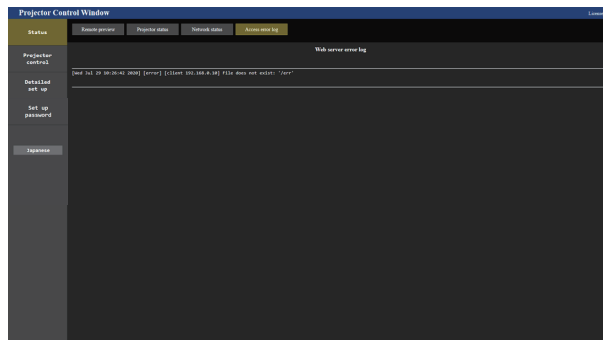 Projector Control Window
License
Status
Remote preview
Projector status
Network status
Access error log
Projector
control
Detailed
set up
Set up
password
Japanese
Web server error log
[Wed Jul 29 10:26:42 2020] [error] [client 192.168.0.10] File does not exist: '/err'